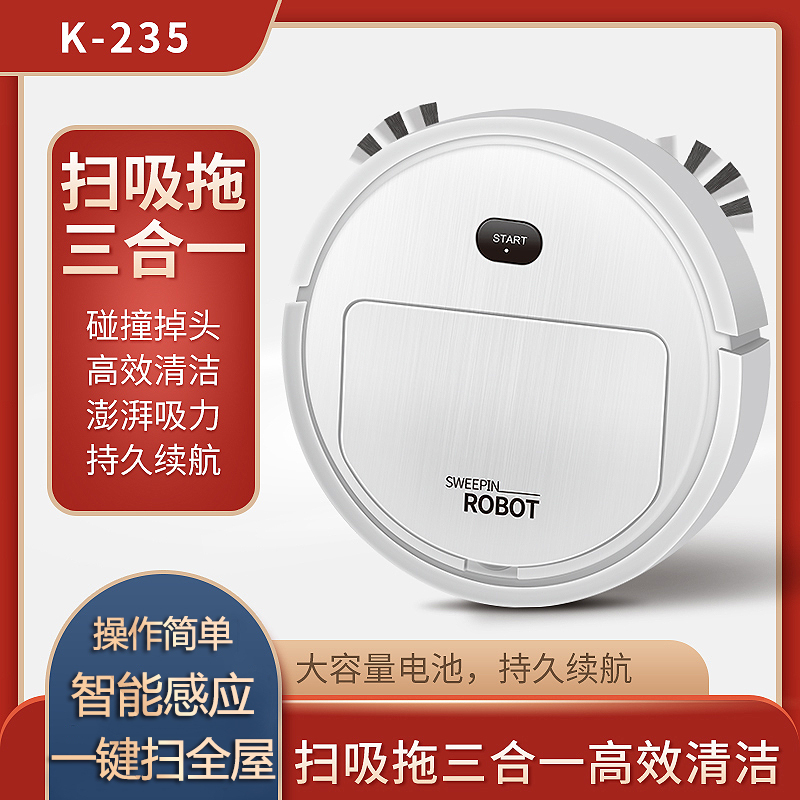 K-235
扫吸拖
三合一
碰撞掉头
高效清洁
澎湃吸力
持久续航
START
SWEEPIN
ROBOT
操作简单
智能感应
一键扫全屋
大容量电池，持久续航
扫吸拖三合一高效清洁